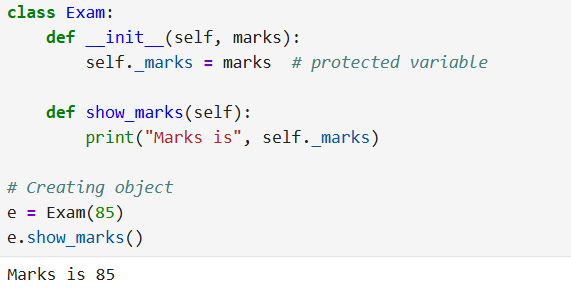 class Exam:
    def __init__(self, marks):
        self._marks = marks  # protected variable

    def show_marks(self):
        print("Marks is", self._marks)

# Creating object
e = Exam(85)
e.show_marks()
Marks is 85